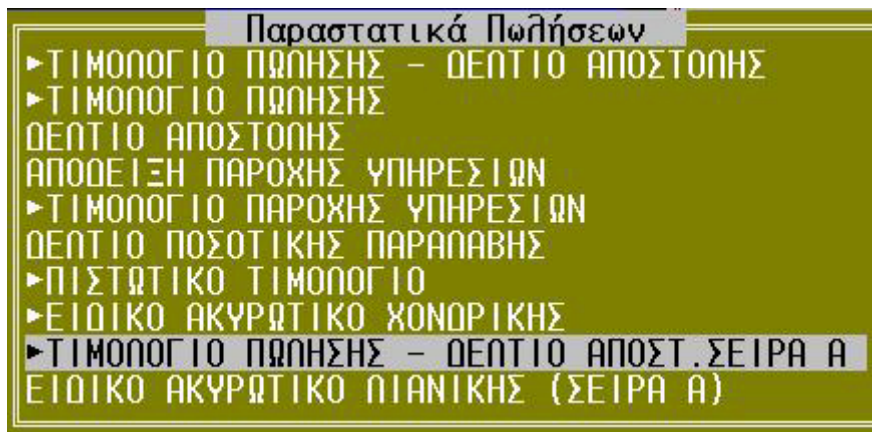 Παραστατικά Πωλήσεων
►ΤΙΜΟΛΟΓΙΟ ΠΩΛΗΣΗΣ - ΔΕΛΤΙΟ ΑΠΟΣΤΟΛΗΣ
►ΤΙΜΟΛΟΓΙΟ ΠΩΛΗΣΗΣ
ΔΕΛΤΙΟ ΑΠΟΣΤΟΛΗΣ
ΑΠΟΔΕΙΞΗ ΠΑΡΟΧΗΣ ΥΠΗΡΕΣΙΩΝ
►ΤΙΜΟΛΟΓΙΟ ΠΑΡΟΧΗΣ ΥΠΗΡΕΣΙΩΝ
ΔΕΛΤΙΟ ΠΟΣΟΤΙΚΗΣ ΠΑΡΑΛΑΒΗΣ
►ΠΙΣΤΩΤΙΚΟ ΤΙΜΟΛΟΓΙΟ
►ΕΙΔΙΚΟ ΑΚΥΡΩΤΙΚΟ ΧΟΝΔΡΙΚΗΣ
►ΤΙΜΟΛΟΓΙΟ ΠΩΛΗΣΗΣ - ΔΕΛΤΙΟ ΑΠΟΣΤ.ΣΕΙΡΑ Α
ΕΙΔΙΚΟ ΑΚΥΡΩΤΙΚΟ ΛΙΑΝΙΚΗΣ (ΣΕΙΡΑ Α)